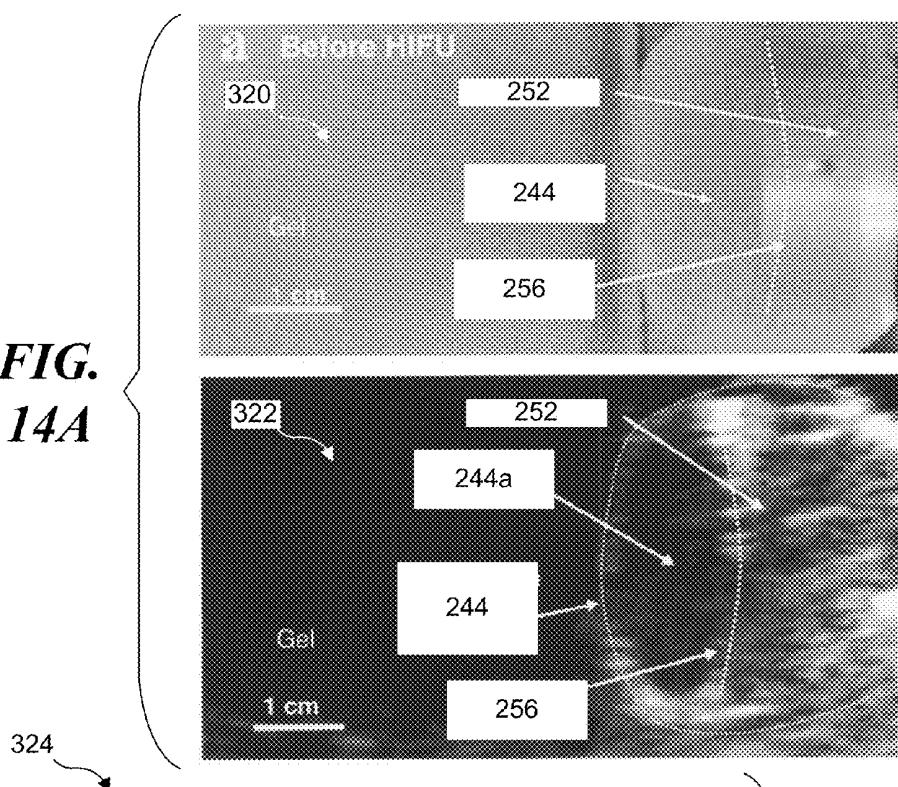 FIG.
14A
a Before HIFU
320
252
244
Gel
256
1 cm
322
252
244a
244
Gel
1 cm
256
324